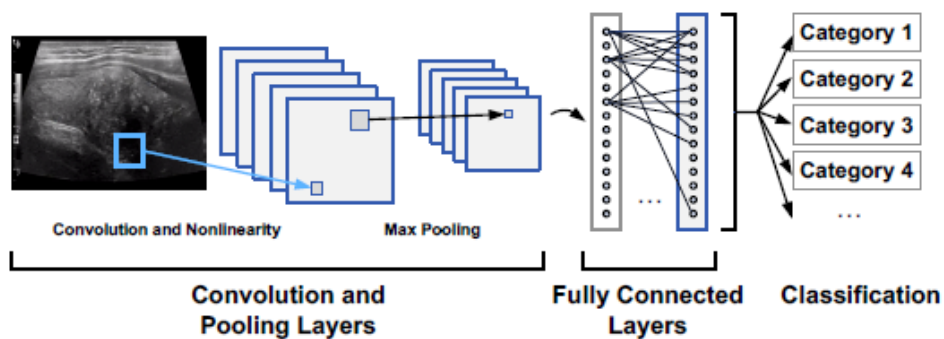 Category 1
Category 2
Category 3
Category 4
...
...
Convolution and Nonlinearity
Max Pooling
Convolution and
Pooling Layers
Fully Connected
Layers
Classification